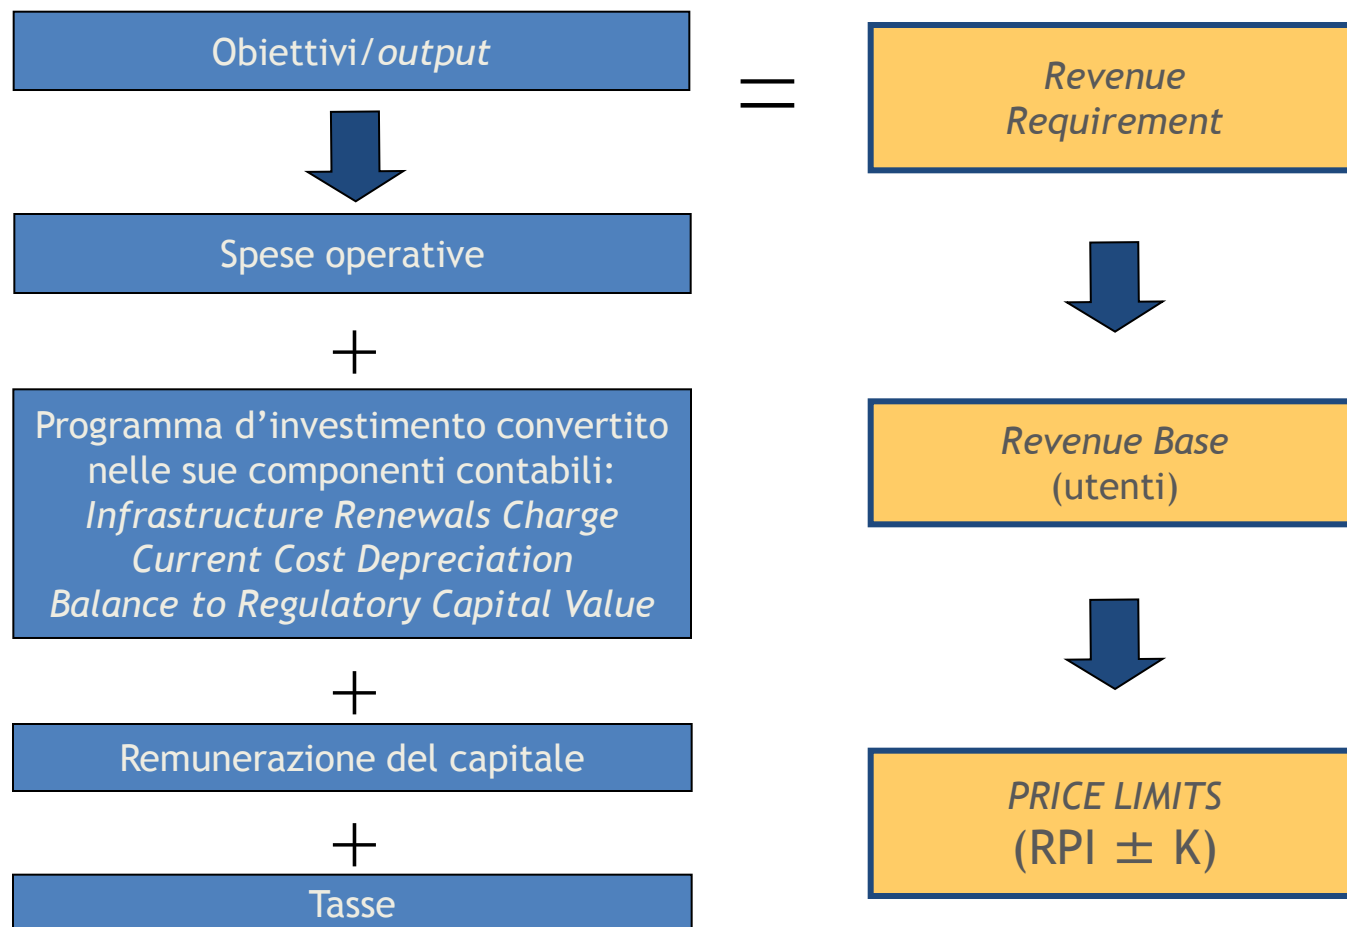 Obiettivi/output
=
Revenue
Requirement
Spese operative
+
Programma d’investimento convertito
nelle sue componenti contabili:
Infrastructure Renewals Charge
Current Cost Depreciation
Balance to Regulatory Capital Value
+
Remunerazione del capitale
+
Tasse
Revenue Base
(utenti)
PRICE LIMITS
(RPI ± K)